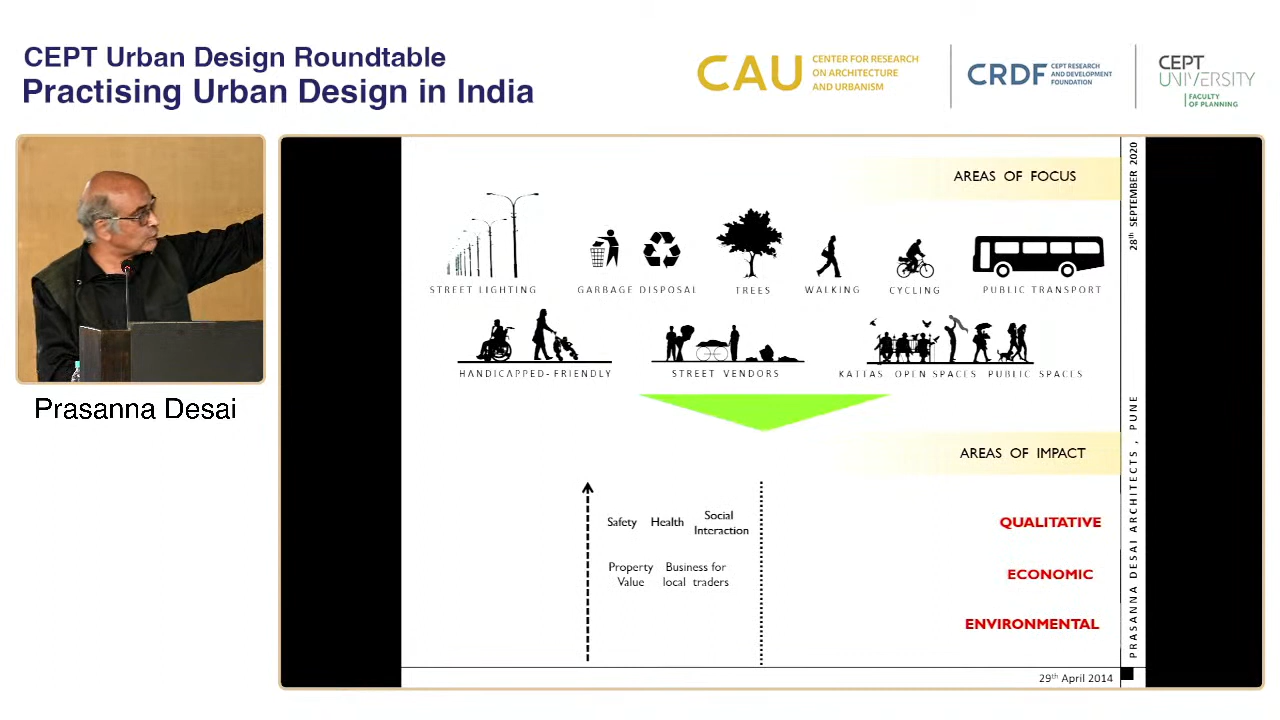 CEPT Urban Design Roundtable
Practising Urban Design in India
CAU
CENTER FOR RESEARCH
ON ARCHITECTURE
AND URBANISM
CRDF
CEPT RESEARCH
AND DEVELOPMENT
FOUNDATION
CEPT
UNIVERSITY
FACULTY
OF PLANNING
Prasanna Desai
AREAS OF FOCUS
STREET LIGHTING
GARBAGE DISPOSAL
TREES
WALKING
CYCLING
PUBLIC TRANSPORT
HANDICAPPED-FRIENDLY
STREET VENDORS
KATTAS OPEN SPACES PUBLIC SPACES
AREAS OF IMPACT
Safety Health Social
Interaction
Property Business for
Value local traders
QUALITATIVE
ECONOMIC
ENVIRONMENTAL
29th April 2014
28th SEPTEMBER 2020
PRASANNA DESAI ARCHITECTS , PUNE